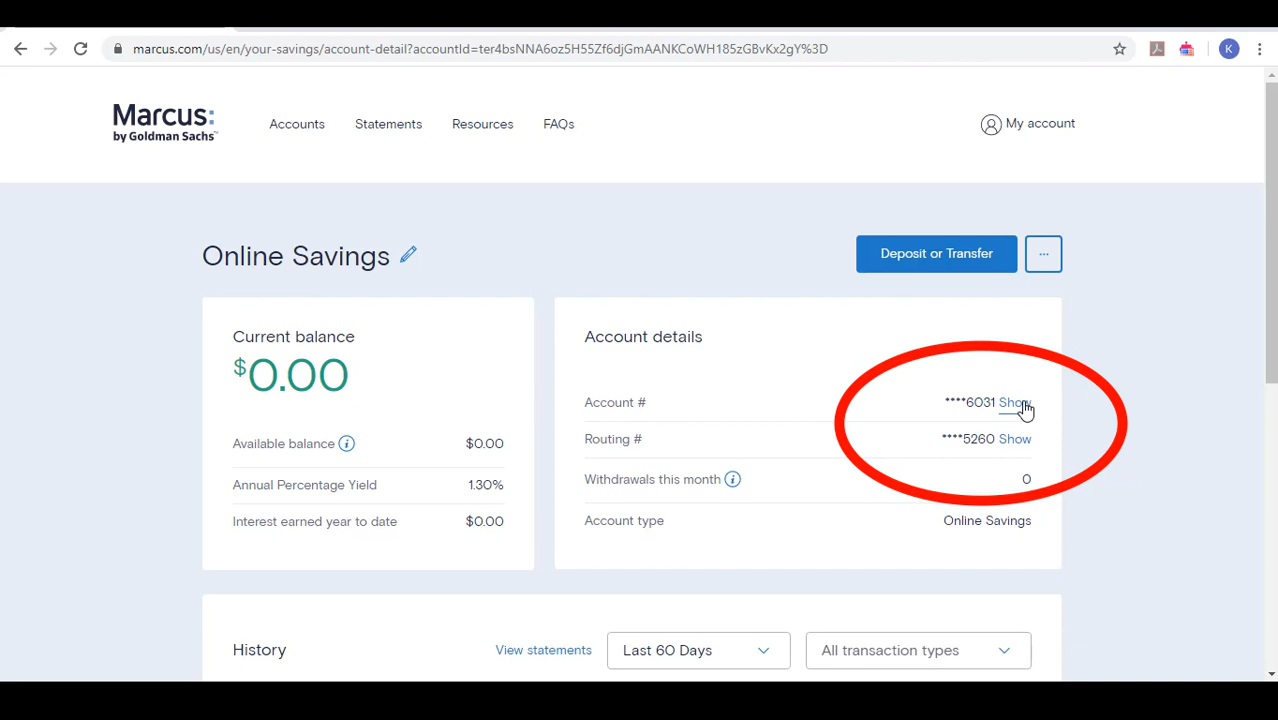 marcus.com/us/en/your-savings/account-detail?accountId=ter4bsNNA6oz5H55Zf6djGmAANKCoWH185zGBvKx2gY%3D
K
Marcus:
by Goldman Sachs™
Accounts Statements Resources FAQs
My account
Online Savings
Deposit or Transfer
...
Current balance
$0.00
Available balance $0.00
Annual Percentage Yield 1.30%
Interest earned year to date $0.00
Account details
Account # ****6031 Show
Routing # ****5260 Show
Withdrawals this month 0
Account type Online Savings
History View statements Last 60 Days All transaction types